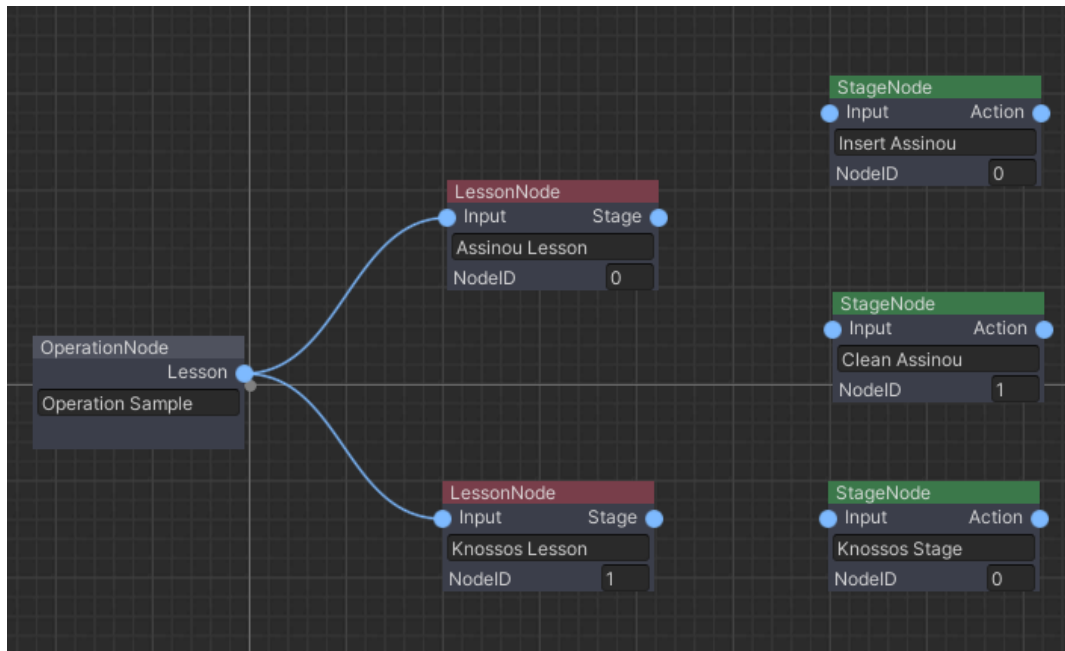 OperationNode
Lesson
Operation Sample
LessonNode
Input Stage
Assinou Lesson
NodeID 0
LessonNode
Input Stage
Knossos Lesson
NodeID 1
StageNode
Input Action
Insert Assinou
NodeID 0
StageNode
Input Action
Clean Assinou
NodeID 1
StageNode
Input Action
Knossos Stage
NodeID 0